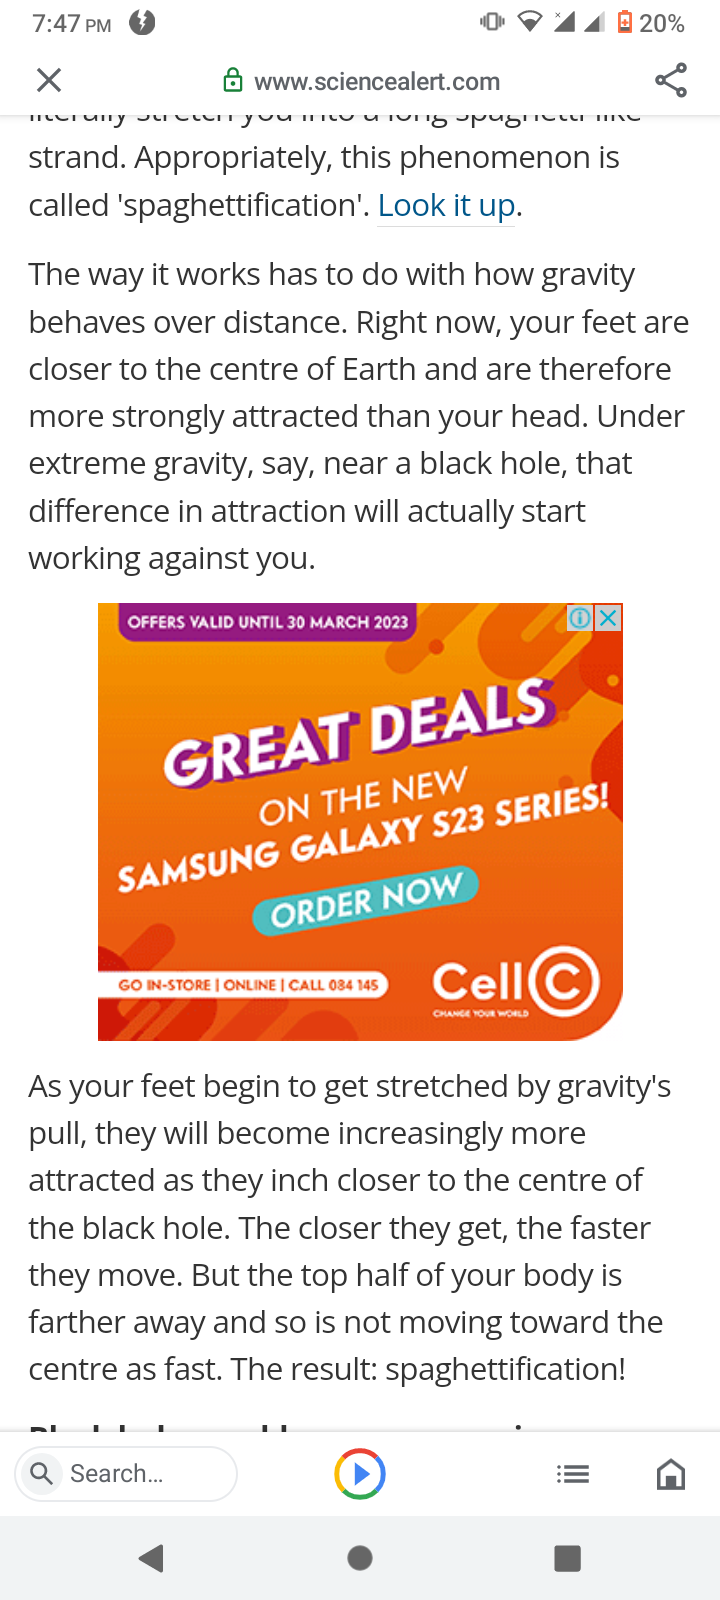 7:47 PM
20%
www.sciencealert.com
literally stretch you into a long spaghetti-like
strand. Appropriately, this phenomenon is
called 'spaghettification'. Look it up.
The way it works has to do with how gravity
behaves over distance. Right now, your feet are
closer to the centre of Earth and are therefore
more strongly attracted than your head. Under
extreme gravity, say, near a black hole, that
difference in attraction will actually start
working against you.
OFFERS VALID UNTIL 30 MARCH 2023
GREAT DEALS
ON THE NEW
SAMSUNG GALAXY S23 SERIES!
ORDER NOW
GO IN-STORE | ONLINE | CALL 084 145
Cell C
CHANGE YOUR WORLD
As your feet begin to get stretched by gravity's
pull, they will become increasingly more
attracted as they inch closer to the centre of
the black hole. The closer they get, the faster
they move. But the top half of your body is
farther away and so is not moving toward the
centre as fast. The result: spaghettification!
Search...